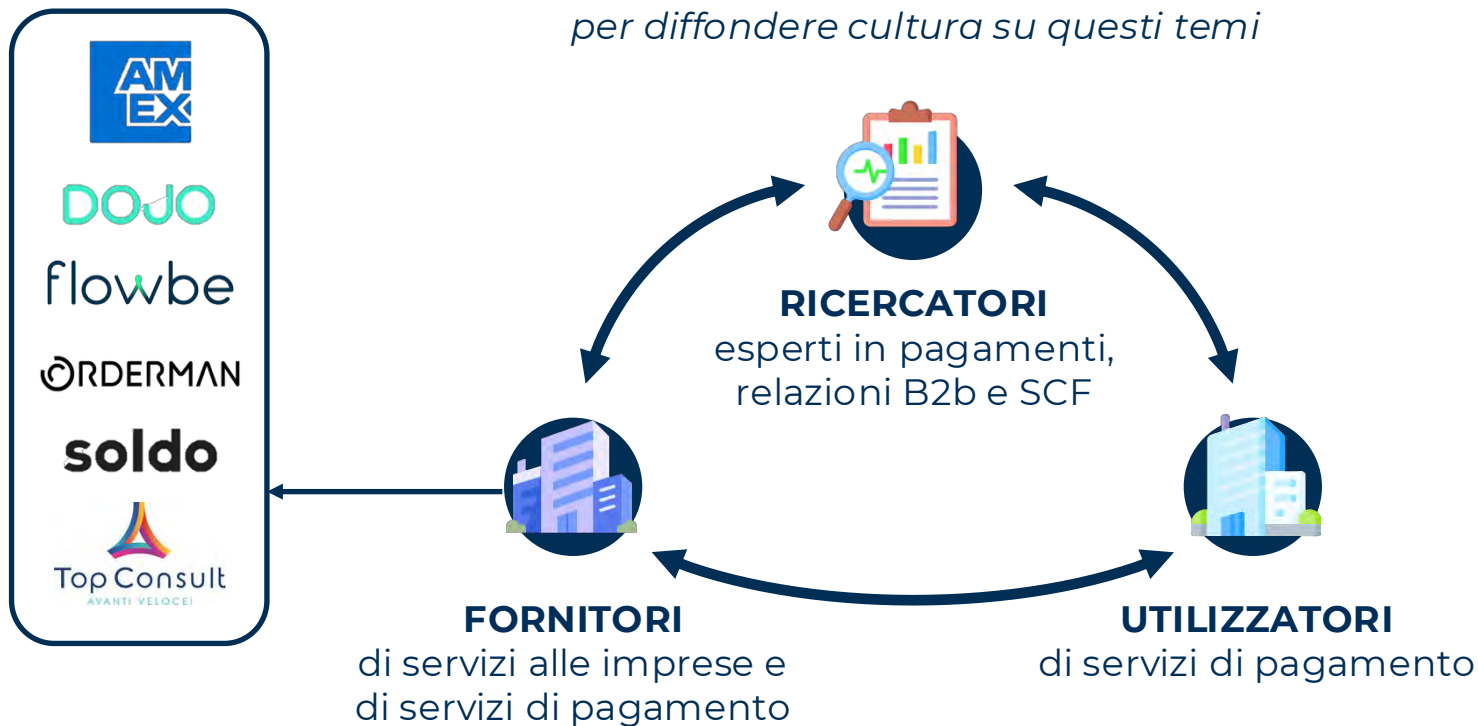 per diffondere cultura su questi temi
AM
EX
DOJO
flowbe
ORDERMAN
soldo
Top Consult
AVANTI VELOCE!
RICERCATORI
esperti in pagamenti,
relazioni B2b e SCF
FORNITORI
di servizi alle imprese e
di servizi di pagamento
UTILIZZATORI
di servizi di pagamento